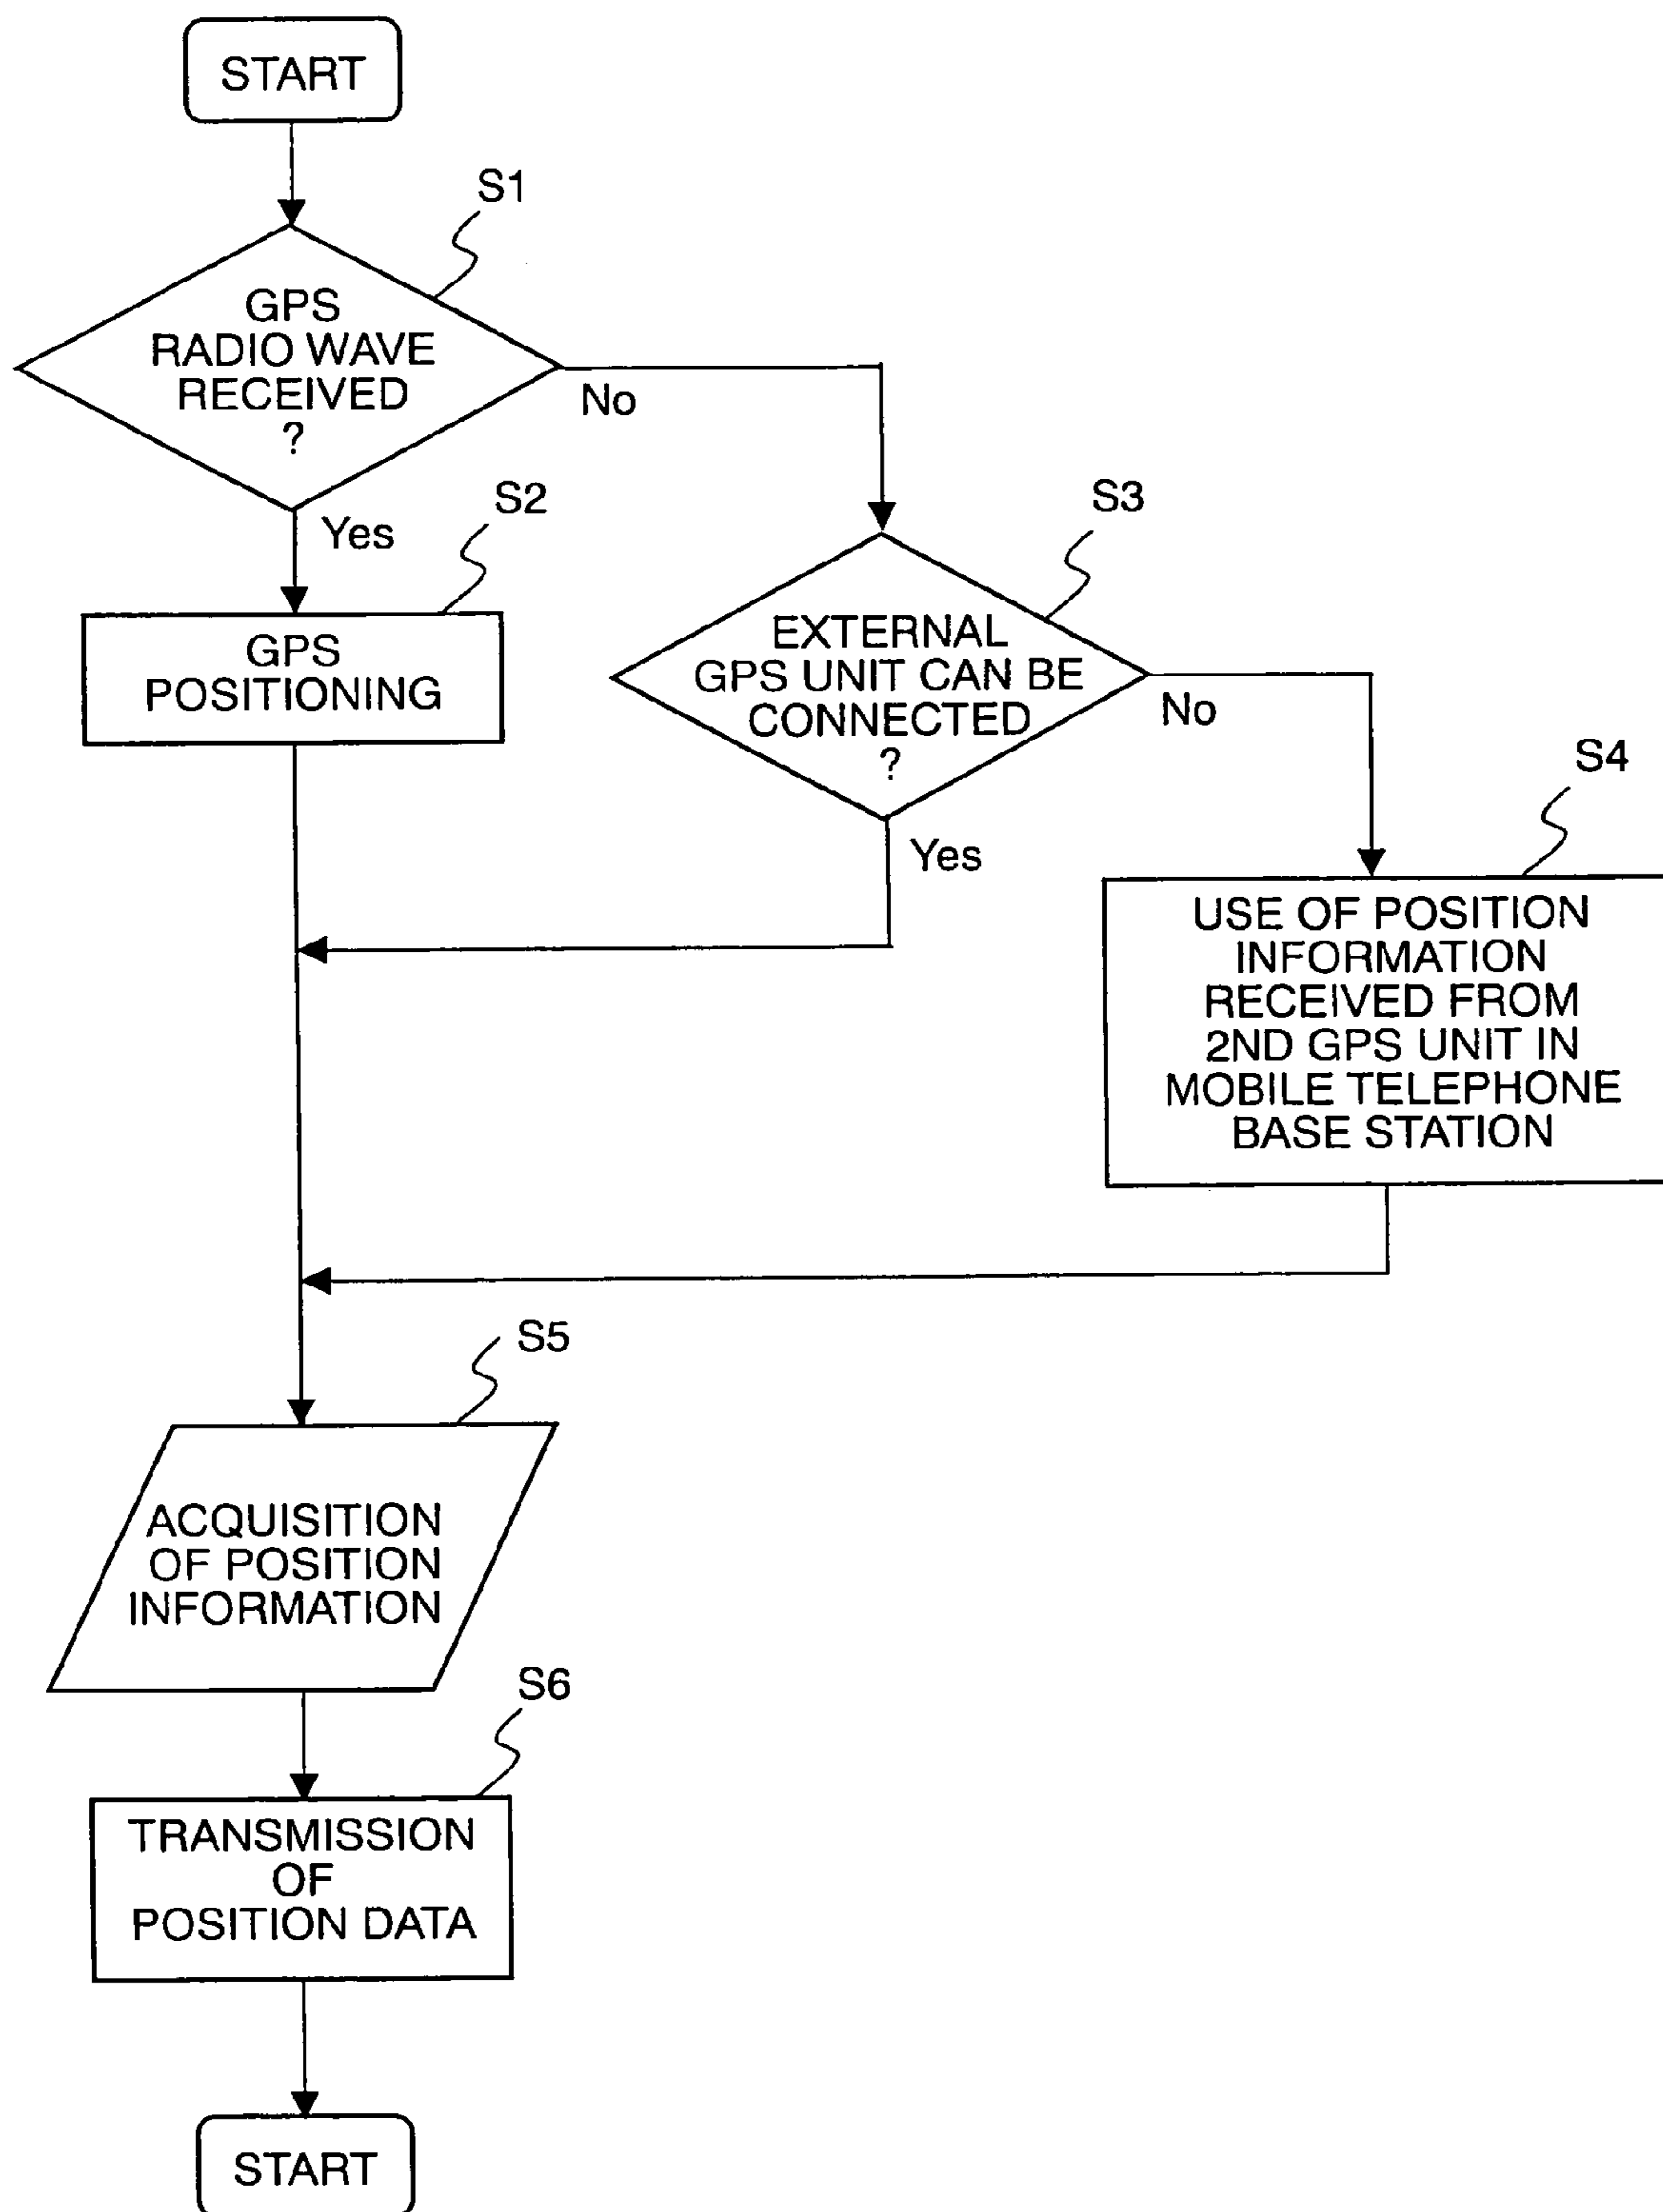 START
S1
GPS
RADIO WAVE
RECEIVED
?
No
Yes
S2
GPS
POSITIONING
S3
EXTERNAL
GPS UNIT CAN BE
CONNECTED
?
No
Yes
S4
USE OF POSITION
INFORMATION
RECEIVED FROM
2ND GPS UNIT IN
MOBILE TELEPHONE
BASE STATION
S5
ACQUISITION
OF POSITION
INFORMATION
S6
TRANSMISSION
OF
POSITION DATA
START